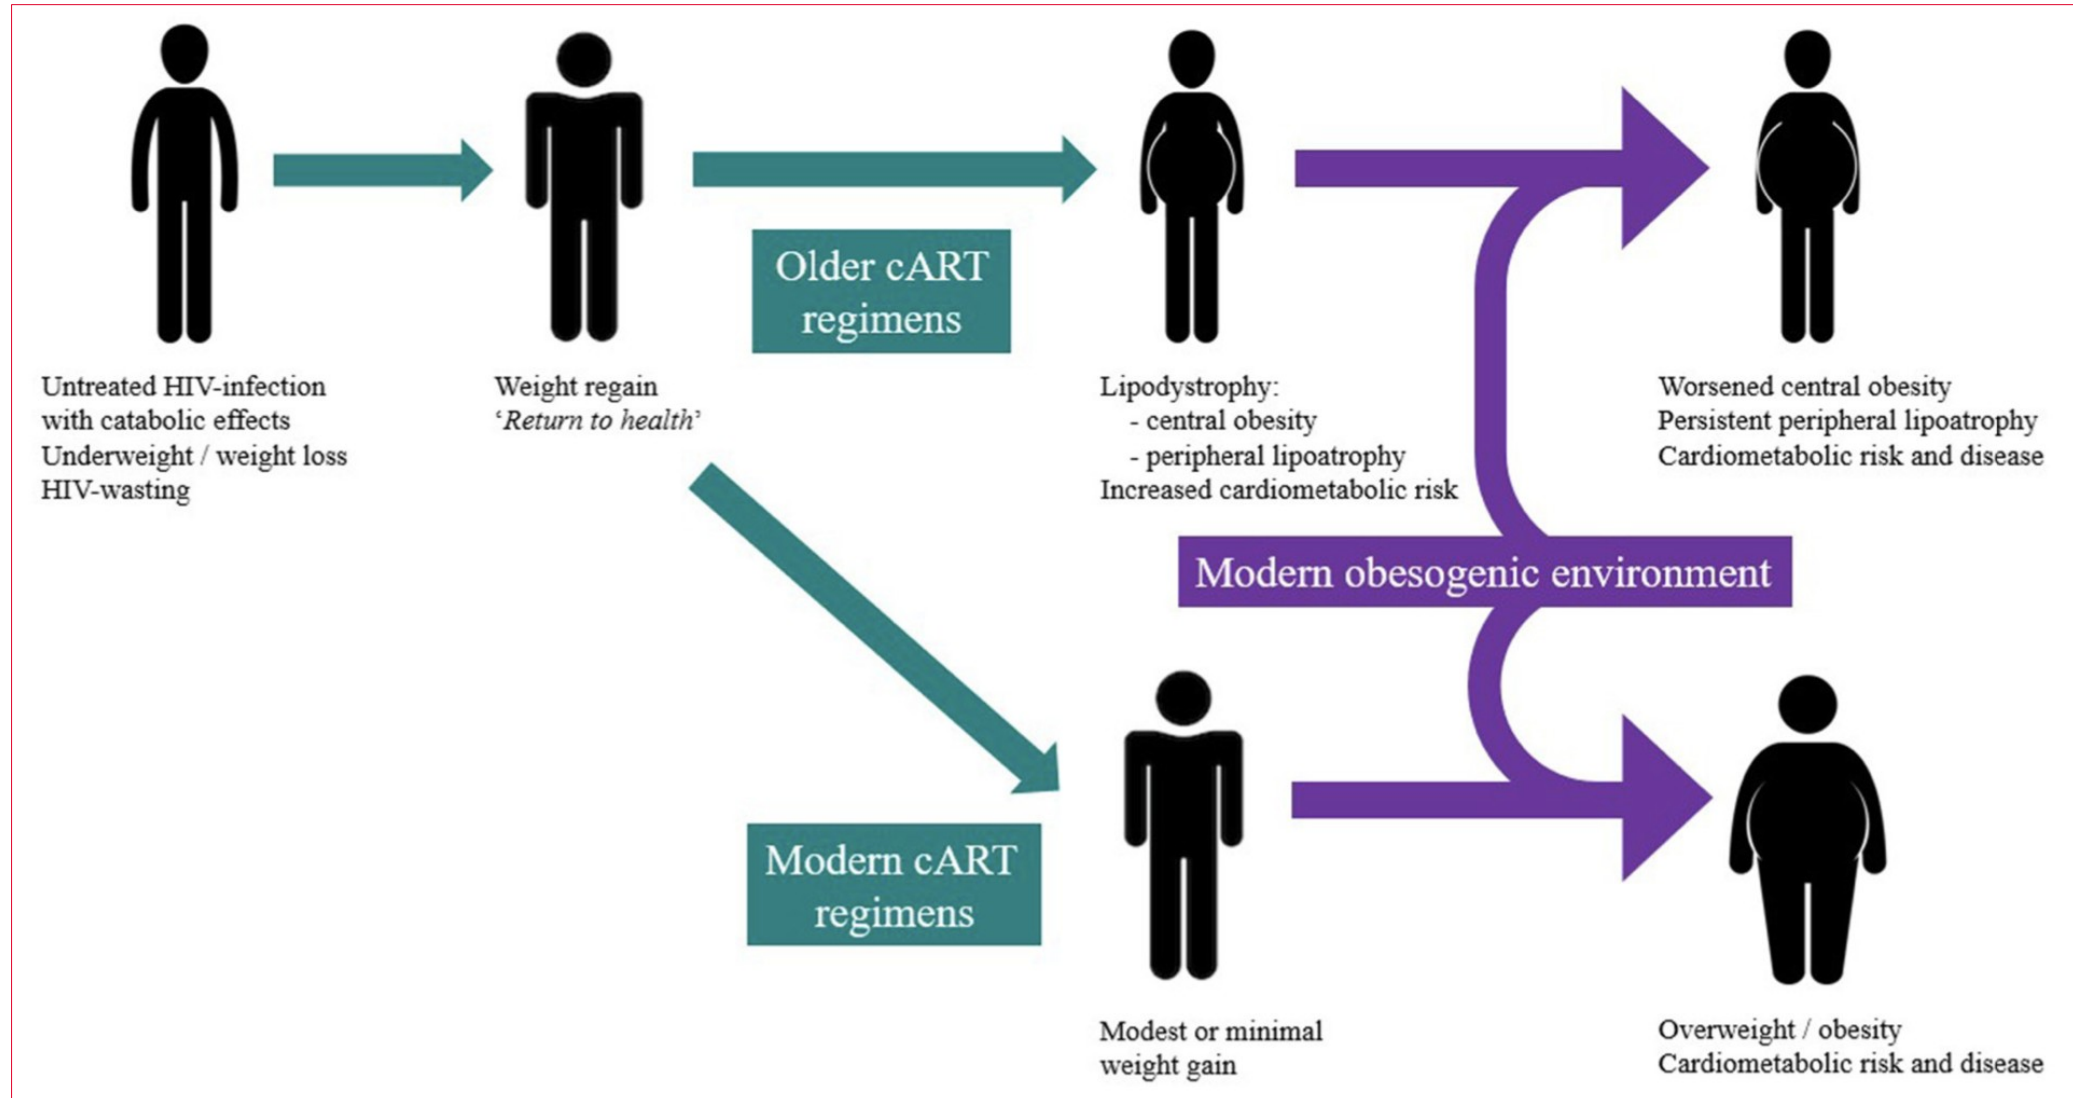 Older cART
regimens
Untreated HIV-infection
with catabolic effects
Underweight / weight loss
HIV-wasting
Weight regain
‘Return to health’
Lipodystrophy:
- central obesity
- peripheral lipoatrophy
Increased cardiometabolic risk
Worsened central obesity
Persistent peripheral lipoatrophy
Cardiometabolic risk and disease
Modern obesogenic environment
Modern cART
regimens
Modest or minimal
weight gain
Overweight / obesity
Cardiometabolic risk and disease